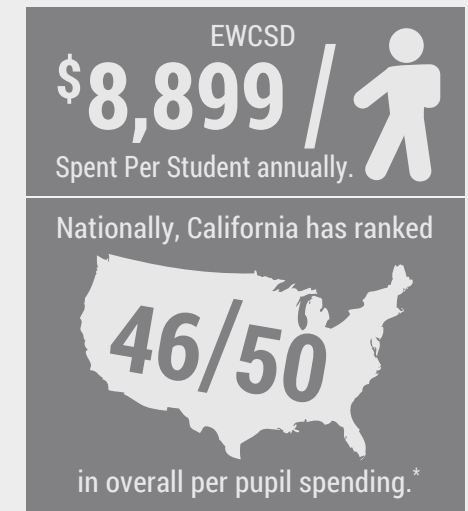 EWCSD
$8,899 /
Spent Per Student annually.
Nationally, California has ranked
46/50
in overall per pupil spending.*